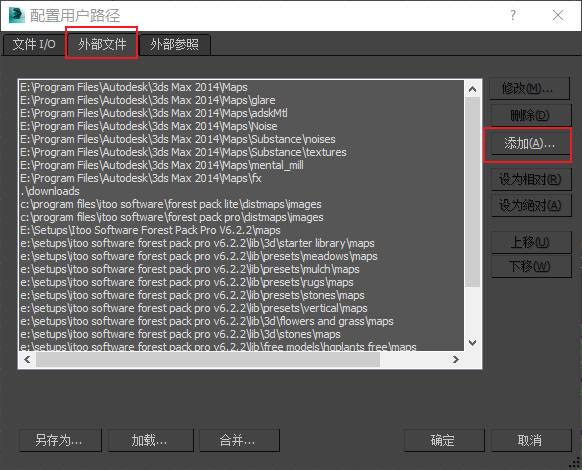 配置用户路径
文件 I/O 外部文件 外部参照
E:\Program Files\Autodesk\3ds Max 2014\Maps
E:\Program Files\Autodesk\3ds Max 2014\Maps\glare
E:\Program Files\Autodesk\3ds Max 2014\Maps\adskMtl
E:\Program Files\Autodesk\3ds Max 2014\Maps\Noise
E:\Program Files\Autodesk\3ds Max 2014\Maps\Substance\noises
E:\Program Files\Autodesk\3ds Max 2014\Maps\Substance\textures
E:\Program Files\Autodesk\3ds Max 2014\Maps\mental_mill
E:\Program Files\Autodesk\3ds Max 2014\Maps\fx
.\downloads
c:\program files\itoo software\forest pack lite\distmaps\images
c:\program files\itoo software\forest pack pro\distmaps\images
E:\Setups\Itoo Software Forest Pack Pro V6.2.2\maps
e:\setups\itoo software forest pack pro v6.2.2\lib\3d\starter library\maps
e:\setups\itoo software forest pack pro v6.2.2\lib\presets\meadows\maps
e:\setups\itoo software forest pack pro v6.2.2\lib\presets\mulch\maps
e:\setups\itoo software forest pack pro v6.2.2\lib\presets\rugs\maps
e:\setups\itoo software forest pack pro v6.2.2\lib\presets\stones\maps
e:\setups\itoo software forest pack pro v6.2.2\lib\presets\vertical\maps
e:\setups\itoo software forest pack pro v6.2.2\lib\3d\flowers and grass\maps
e:\setups\itoo software forest pack pro v6.2.2\lib\3d\stones\maps
e:\setups\itoo software forest pack pro v6.2.2\lib\free models\hqplants free\maps
修改(M)...
删除(D)
添加(A)...
设为相对(R)
设为绝对(A)
上移(U)
下移(W)
另存为... 加载... 合并... 确定 取消